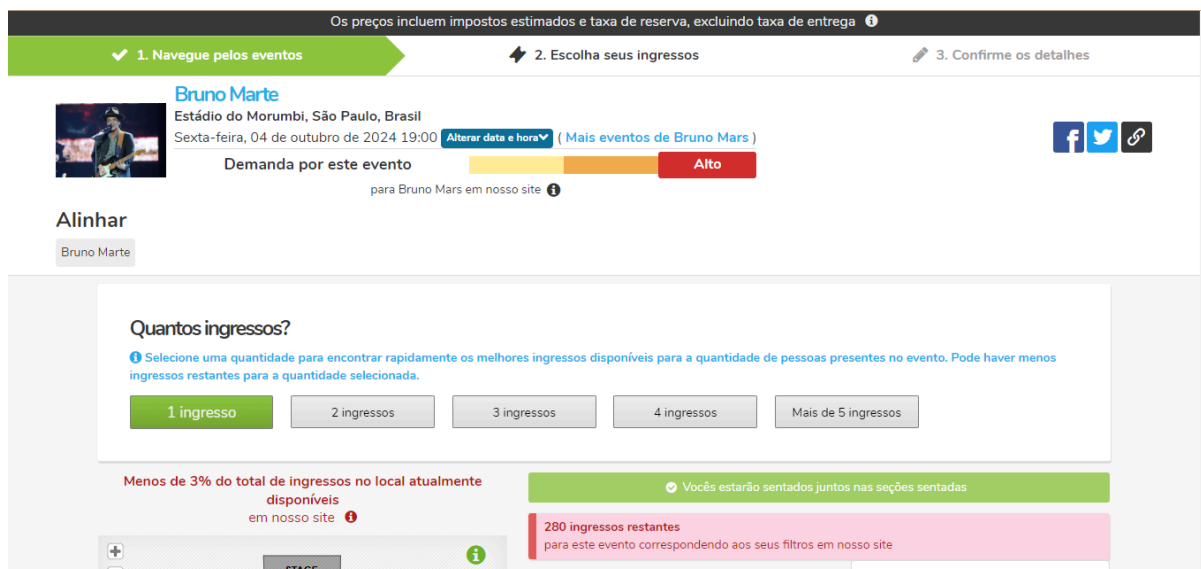 Os preços incluem impostos estimados e taxa de reserva, excluindo taxa de entrega
1. Navegue pelos eventos
2. Escolha seus ingressos
3. Confirme os detalhes
Bruno Marte
Estádio do Morumbi, São Paulo, Brasil
Sexta-feira, 04 de outubro de 2024 19:00 Alterar data e hora ( Mais eventos de Bruno Mars )
Demanda por este evento Alto
para Bruno Mars em nosso site
Alinhar
Bruno Marte
Quantos ingressos?
Selecione uma quantidade para encontrar rapidamente os melhores ingressos disponíveis para a quantidade de pessoas presentes no evento. Pode haver menos
ingressos restantes para a quantidade selecionada.
1 ingresso
2 ingressos
3 ingressos
4 ingressos
Mais de 5 ingressos
Menos de 3% do total de ingressos no local atualmente
disponíveis
em nosso site
Vocês estarão sentados juntos nas seções sentadas
280 ingressos restantes
para este evento correspondendo aos seus filtros em nosso site
STAGE